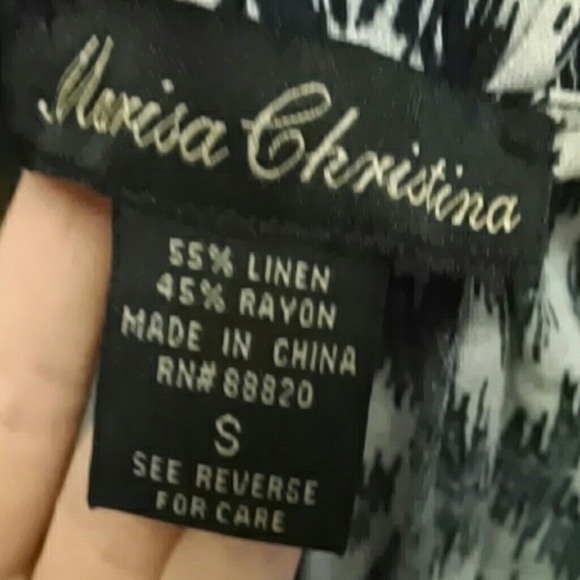 Marisa Christina
55% LINEN
45% RAYON
MADE IN CHINA
RN# 88820
S
SEE REVERSE
FOR CARE